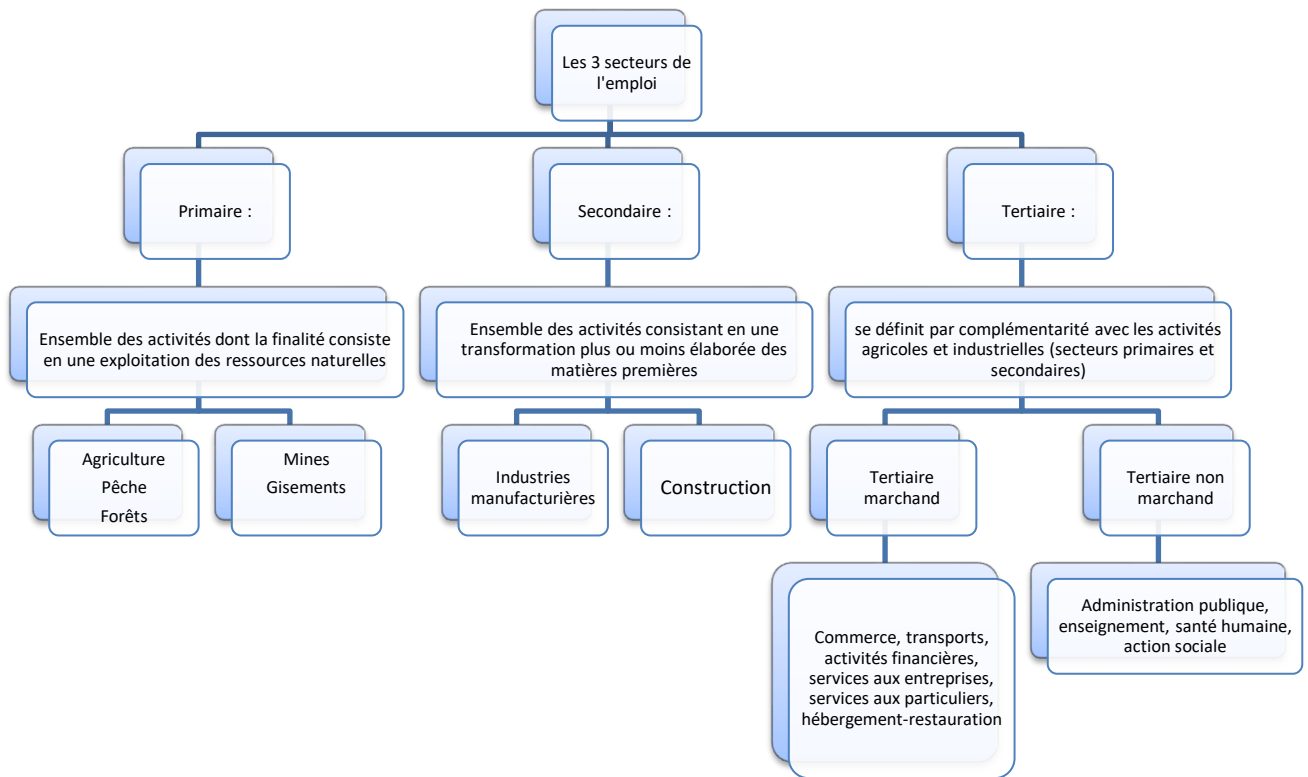 Les 3 secteurs de
l'emploi
Primaire :
Secondaire :
Tertiaire :
Ensemble des activités dont la finalité consiste
en une exploitation des ressources naturelles
Ensemble des activités consistant en une
transformation plus ou moins élaborée des
matières premières
se définit par complémentarité avec les activités
agricoles et industrielles (secteurs primaires et
secondaires)
Agriculture
Pêche
Forêts
Mines
Gisements
Industries
manufacturières
Construction
Tertiaire
marchand
Tertiaire non
marchand
Commerce, transports,
activités financières,
services aux entreprises,
services aux particuliers,
hébergement-restauration
Administration publique,
enseignement, santé humaine,
action sociale